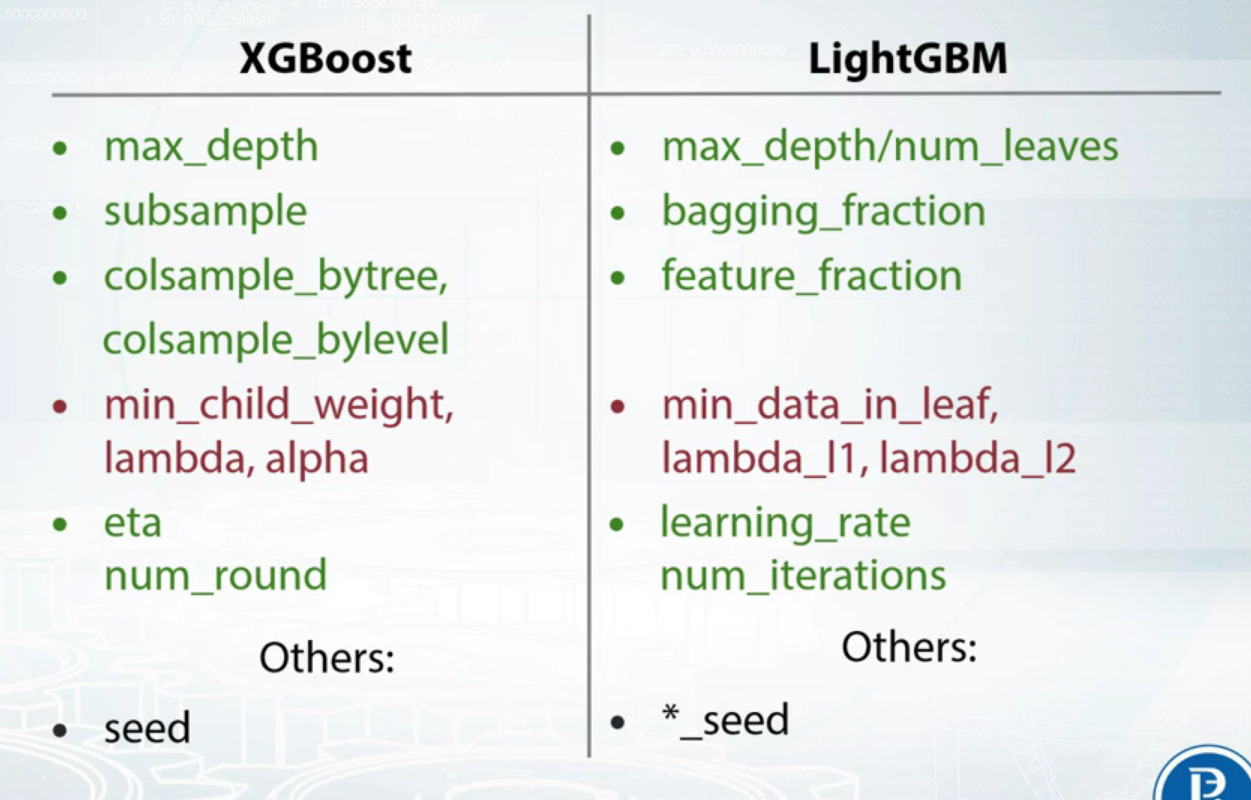 XGBoost
LightGBM
• max_depth
• subsample
• colsample_bytree,
colsample_bylevel
• min_child_weight,
lambda, alpha
• eta
num_round
Others:
• seed
• max_depth/num_leaves
• bagging_fraction
• feature_fraction
• min_data_in_leaf,
lambda_l1, lambda_l2
• learning_rate
num_iterations
Others:
• *_seed